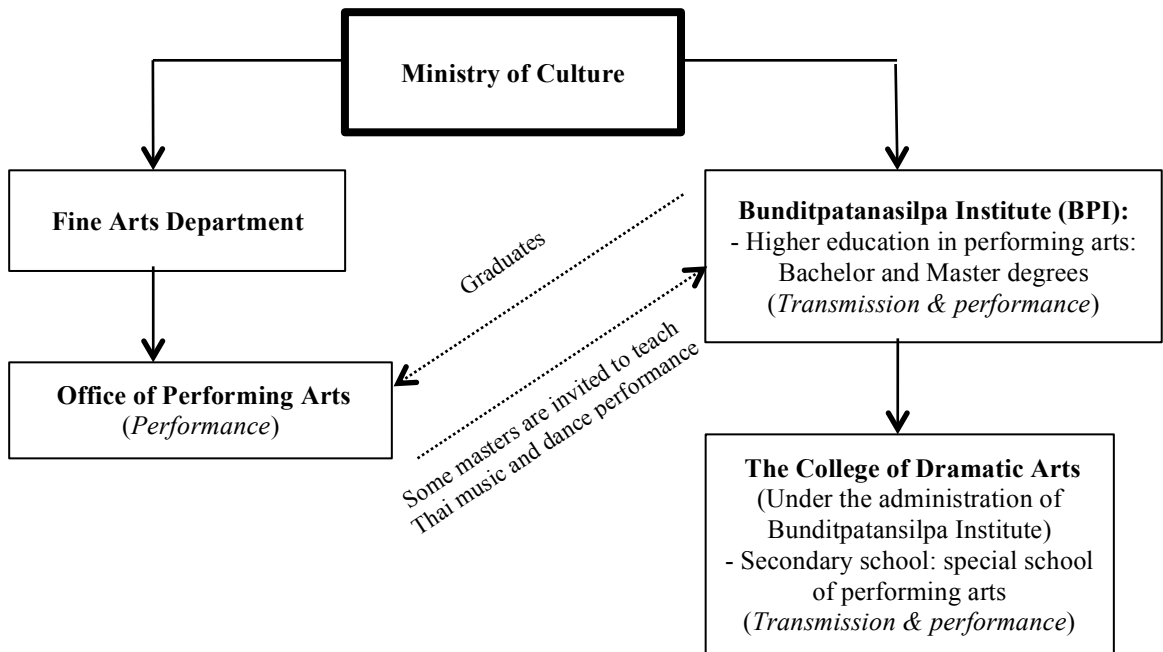 Ministry of Culture
Fine Arts Department
Bunditpatanasilpa Institute (BPI):
- Higher education in performing arts:
Bachelor and Master degrees
(Transmission & performance)
Graduates
Office of Performing Arts
(Performance)
Some masters are invited to teach
Thai music and dance performance
The College of Dramatic Arts
(Under the administration of
Bunditpatansilpa Institute)
- Secondary school: special school
of performing arts
(Transmission & performance)